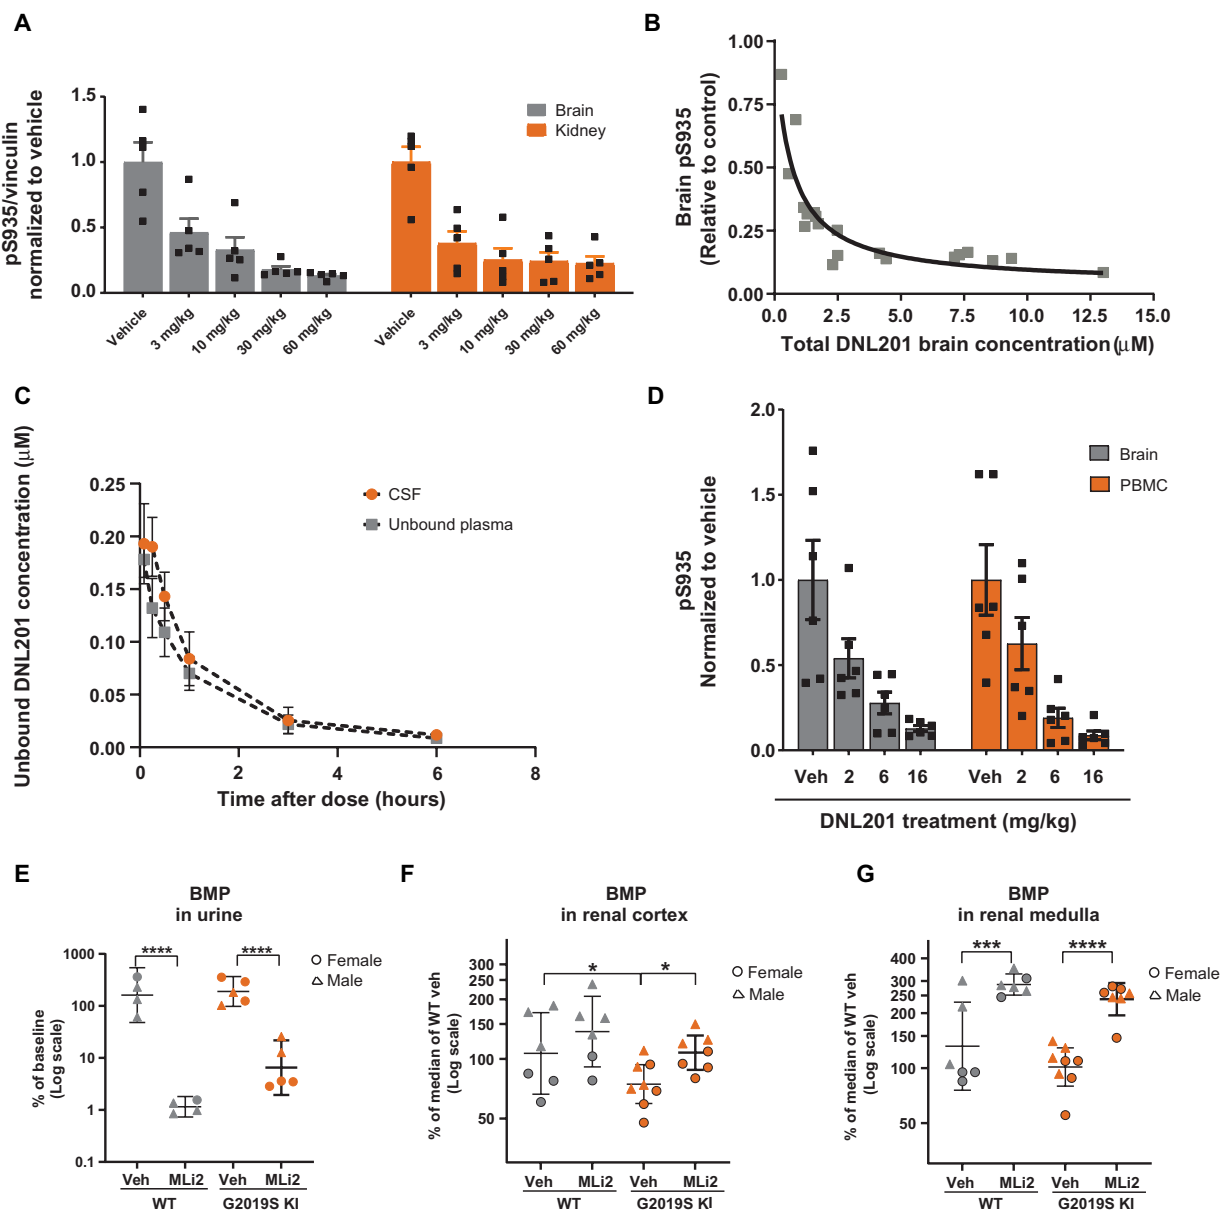 A
pS935/vinculin
normalized to vehicle
1.5
1.0
0.5
0.0
Brain
Kidney
Vehicle
3 mg/kg
10 mg/kg
30 mg/kg
60 mg/kg
Vehicle
3 mg/kg
10 mg/kg
30 mg/kg
60 mg/kg
B
Brain pS935
(Relative to control)
1.00
0.75
0.50
0.25
0.00
0.0 2.5 5.0 7.5 10.0 12.5 15.0
Total DNL201 brain concentration (μM)
C
Unbound DNL201 concentration (μM)
0.25
0.20
0.15
0.10
0.05
0.00
CSF
Unbound plasma
0 2 4 6 8
Time after dose (hours)
D
pS935
Normalized to vehicle
2.0
1.5
1.0
0.5
0.0
Brain
PBMC
Veh 2 6 16 Veh 2 6 16
DNL201 treatment (mg/kg)
E
BMP
in urine
% of baseline
(Log scale)
1000
100
10
1
0.1
**** ****
Female
Male
Veh MLi2 Veh MLi2
WT G2019S KI
F
BMP
in renal cortex
% of median of WT veh
(Log scale)
300
250
200
150
100
50
* *
Female
Male
Veh MLi2 Veh MLi2
WT G2019S KI
G
BMP
in renal medulla
% of median of WT veh
(Log scale)
400
300
250
150
100
50
*** ****
Female
Male
Veh MLi2 Veh MLi2
WT G2019S KI